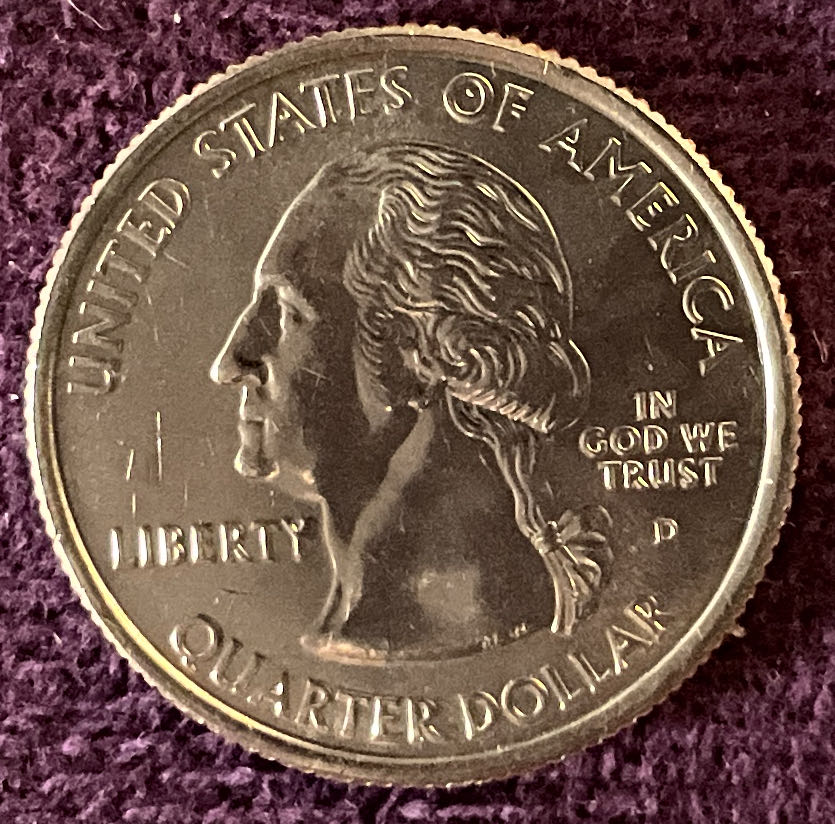 UNITED STATES OF AMERICA
IN
GOD WE
TRUST
D
LIBERTY
QUARTER DOLLAR